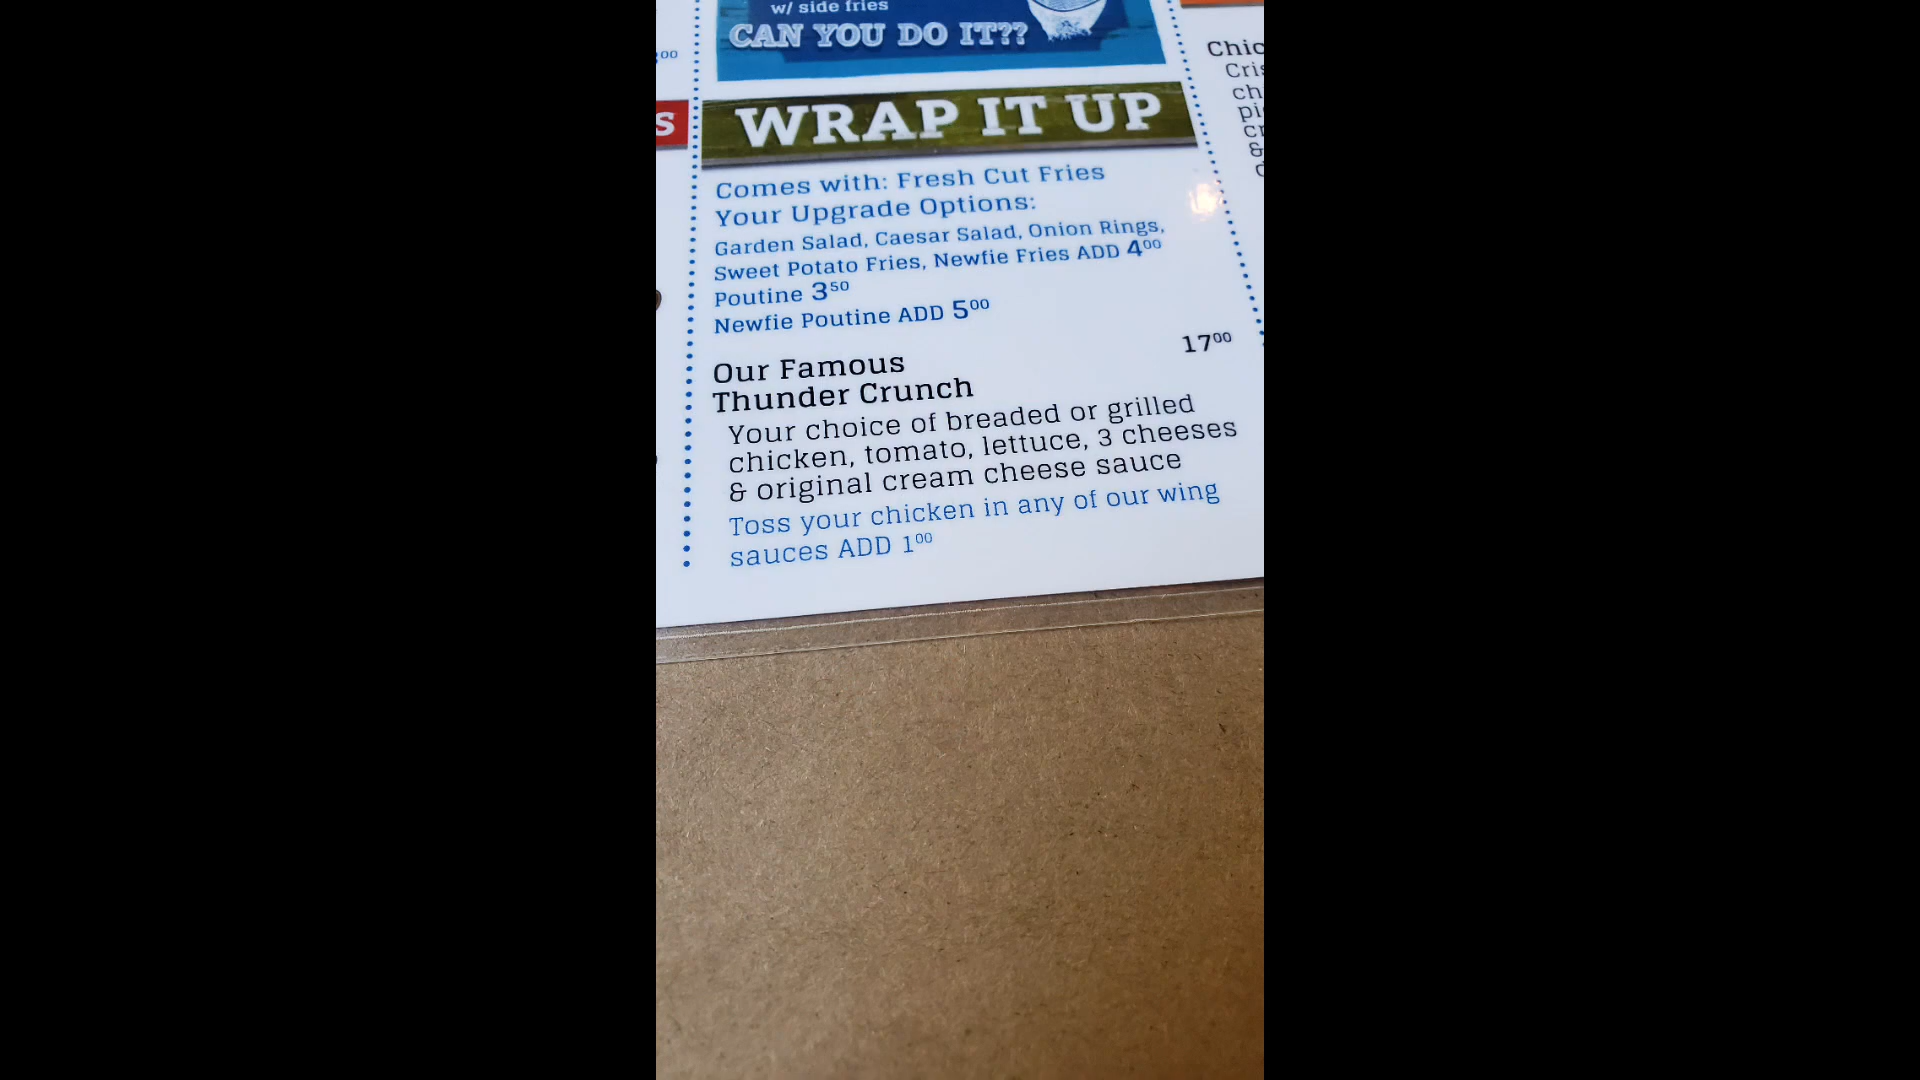 w/ side fries
CAN YOU DO IT??
WRAP IT UP
Comes with: Fresh Cut Fries
Your Upgrade Options:
Garden Salad, Caesar Salad, Onion Rings,
Sweet Potato Fries, Newfie Fries ADD 4⁰⁰
Poutine 3⁵⁰
Newfie Poutine ADD 5⁰⁰
Our Famous
Thunder Crunch 17⁰⁰
Your choice of breaded or grilled
chicken, tomato, lettuce, 3 cheeses
& original cream cheese sauce
Toss your chicken in any of our wing
sauces ADD 1⁰⁰